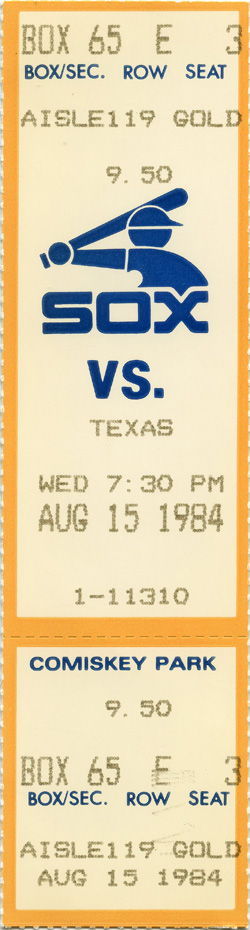 BOX 65 E 3
BOX/SEC. ROW SEAT
AISLE119 GOLD
9.50
SOX
VS.
TEXAS
WED 7:30 PM
AUG 15 1984
1-11310
COMISKEY PARK
9.50
BOX 65 E 3
BOX/SEC. ROW SEAT
AISLE119 GOLD
AUG 15 1984